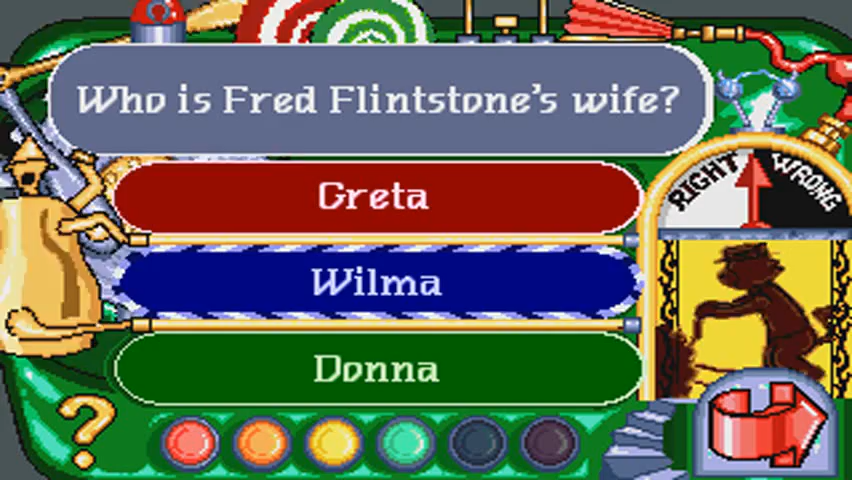 Who is Fred Flintstone's wife?
Greta
RIGHT WRONG
Wilma
Donna
?